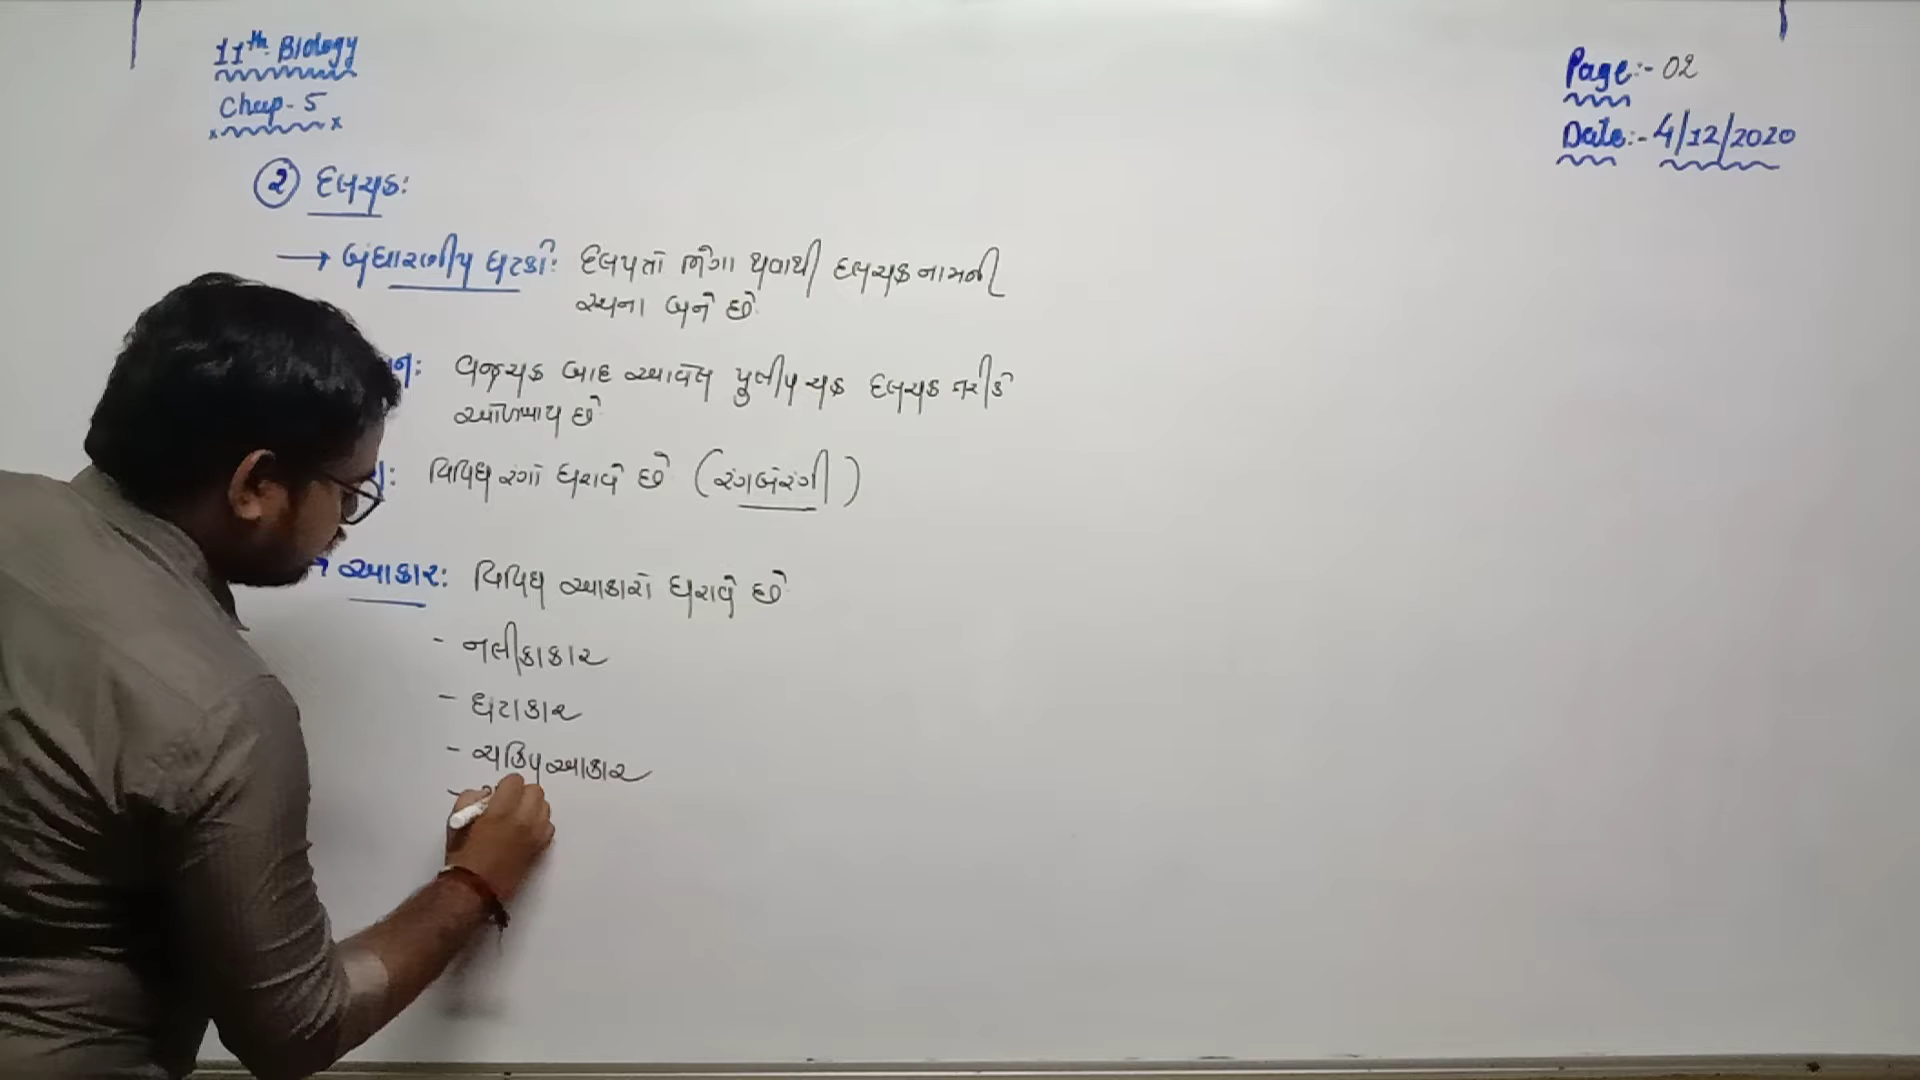 11th Biology
Chap-5
Page:- 02
Date:- 4/12/2020
૨ દલચક્ર:
→ બંધારણીય ઘટકો: દલપત્રો ભેગા થવાથી દલચક્ર નામની
રચના બને છે.
ન: વજ્રચક્ર બાદ આવેલ પુષ્પીય ચક્ર દલચક્ર તરીકે
ઓળખાય છે
: વિવિધ રંગો ધરાવે છે (રંગબેરંગી)
→ આકાર: વિવિધ આકારો ધરાવે છે
- નલીકાકાર
- ઘંટાકાર
- ચક્રિય આકાર